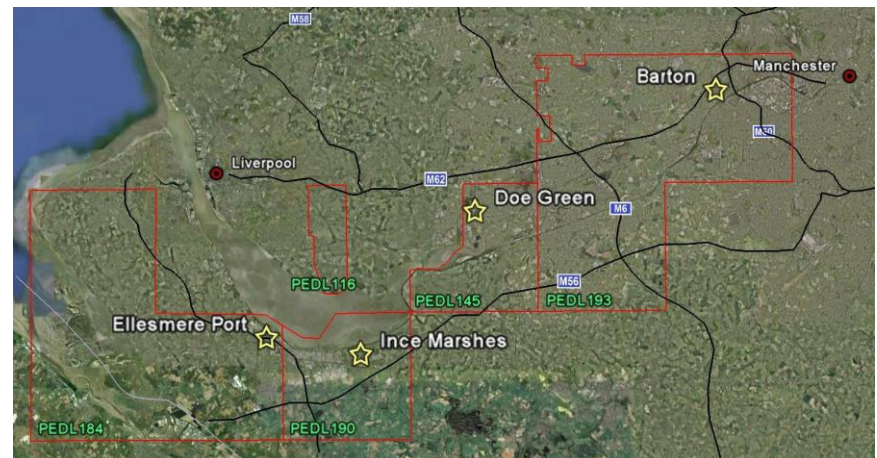 M58
Manchester
Barton
M60
Liverpool
M62
Doe Green
M6
PEDL116
M56
PEDL145
PEDL193
Ellesmere Port
Ince Marshes
PEDL184
PEDL190